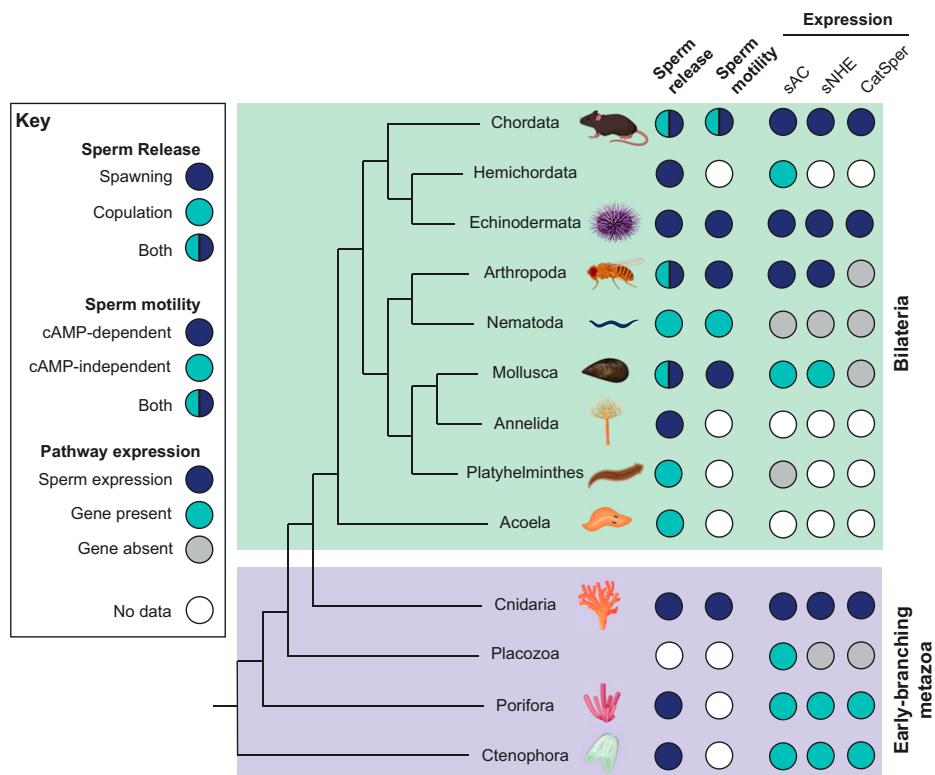 Expression
Sperm
release
Sperm
motility
sAC
sNHE
CatSper
Key
Sperm Release
Spawning
Copulation
Both
Sperm motility
cAMP-dependent
cAMP-independent
Both
Pathway expression
Sperm expression
Gene present
Gene absent
No data
Chordata
Hemichordata
Echinodermata
Arthropoda
Nematoda
Mollusca
Annelida
Platyhelminthes
Acoela
Bilateria
Cnidaria
Placozoa
Porifora
Ctenophora
Early-branching
metazoa